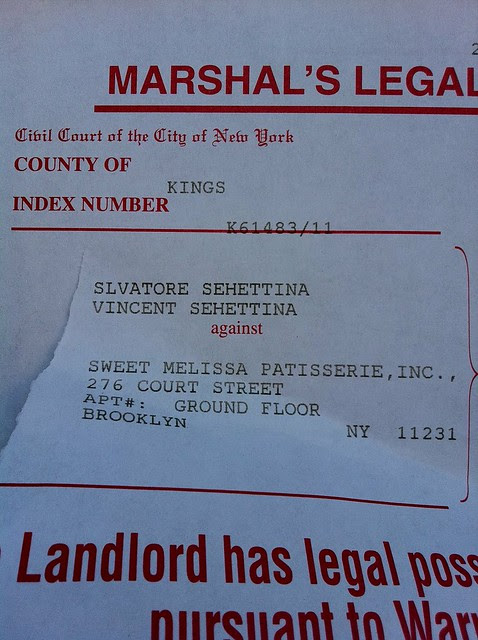 2
MARSHAL'S LEGAL
Civil Court of the City of New York
COUNTY OF
KINGS
INDEX NUMBER
K61483/11
SLVATORE SEHETTINA
VINCENT SEHETTINA
against
SWEET MELISSA PATISSERIE,INC.,
276 COURT STREET
APT#: GROUND FLOOR
BROOKLYN NY 11231
Landlord has legal poss
pursuant to Warr